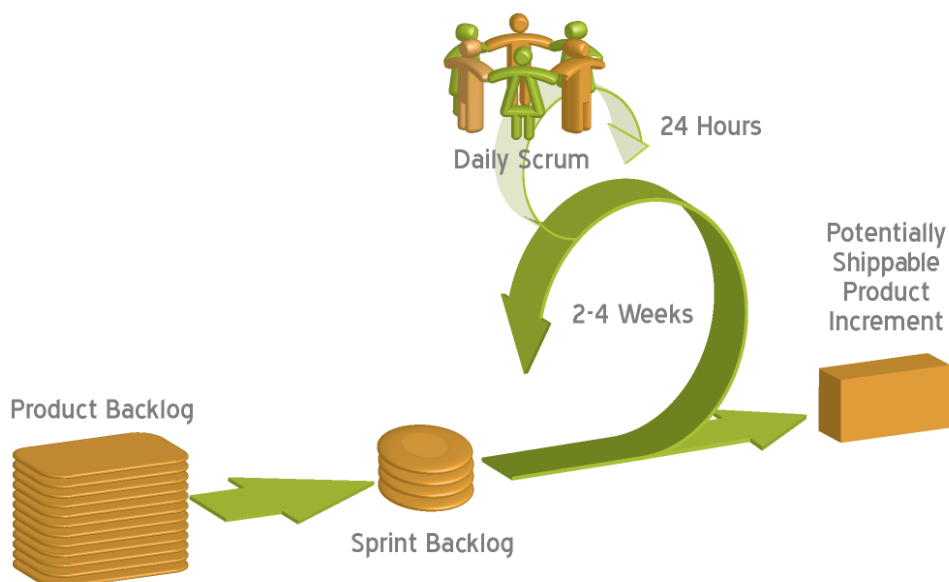 24 Hours
Daily Scrum
Potentially
Shippable
Product
Increment
2-4 Weeks
Product Backlog
Sprint Backlog